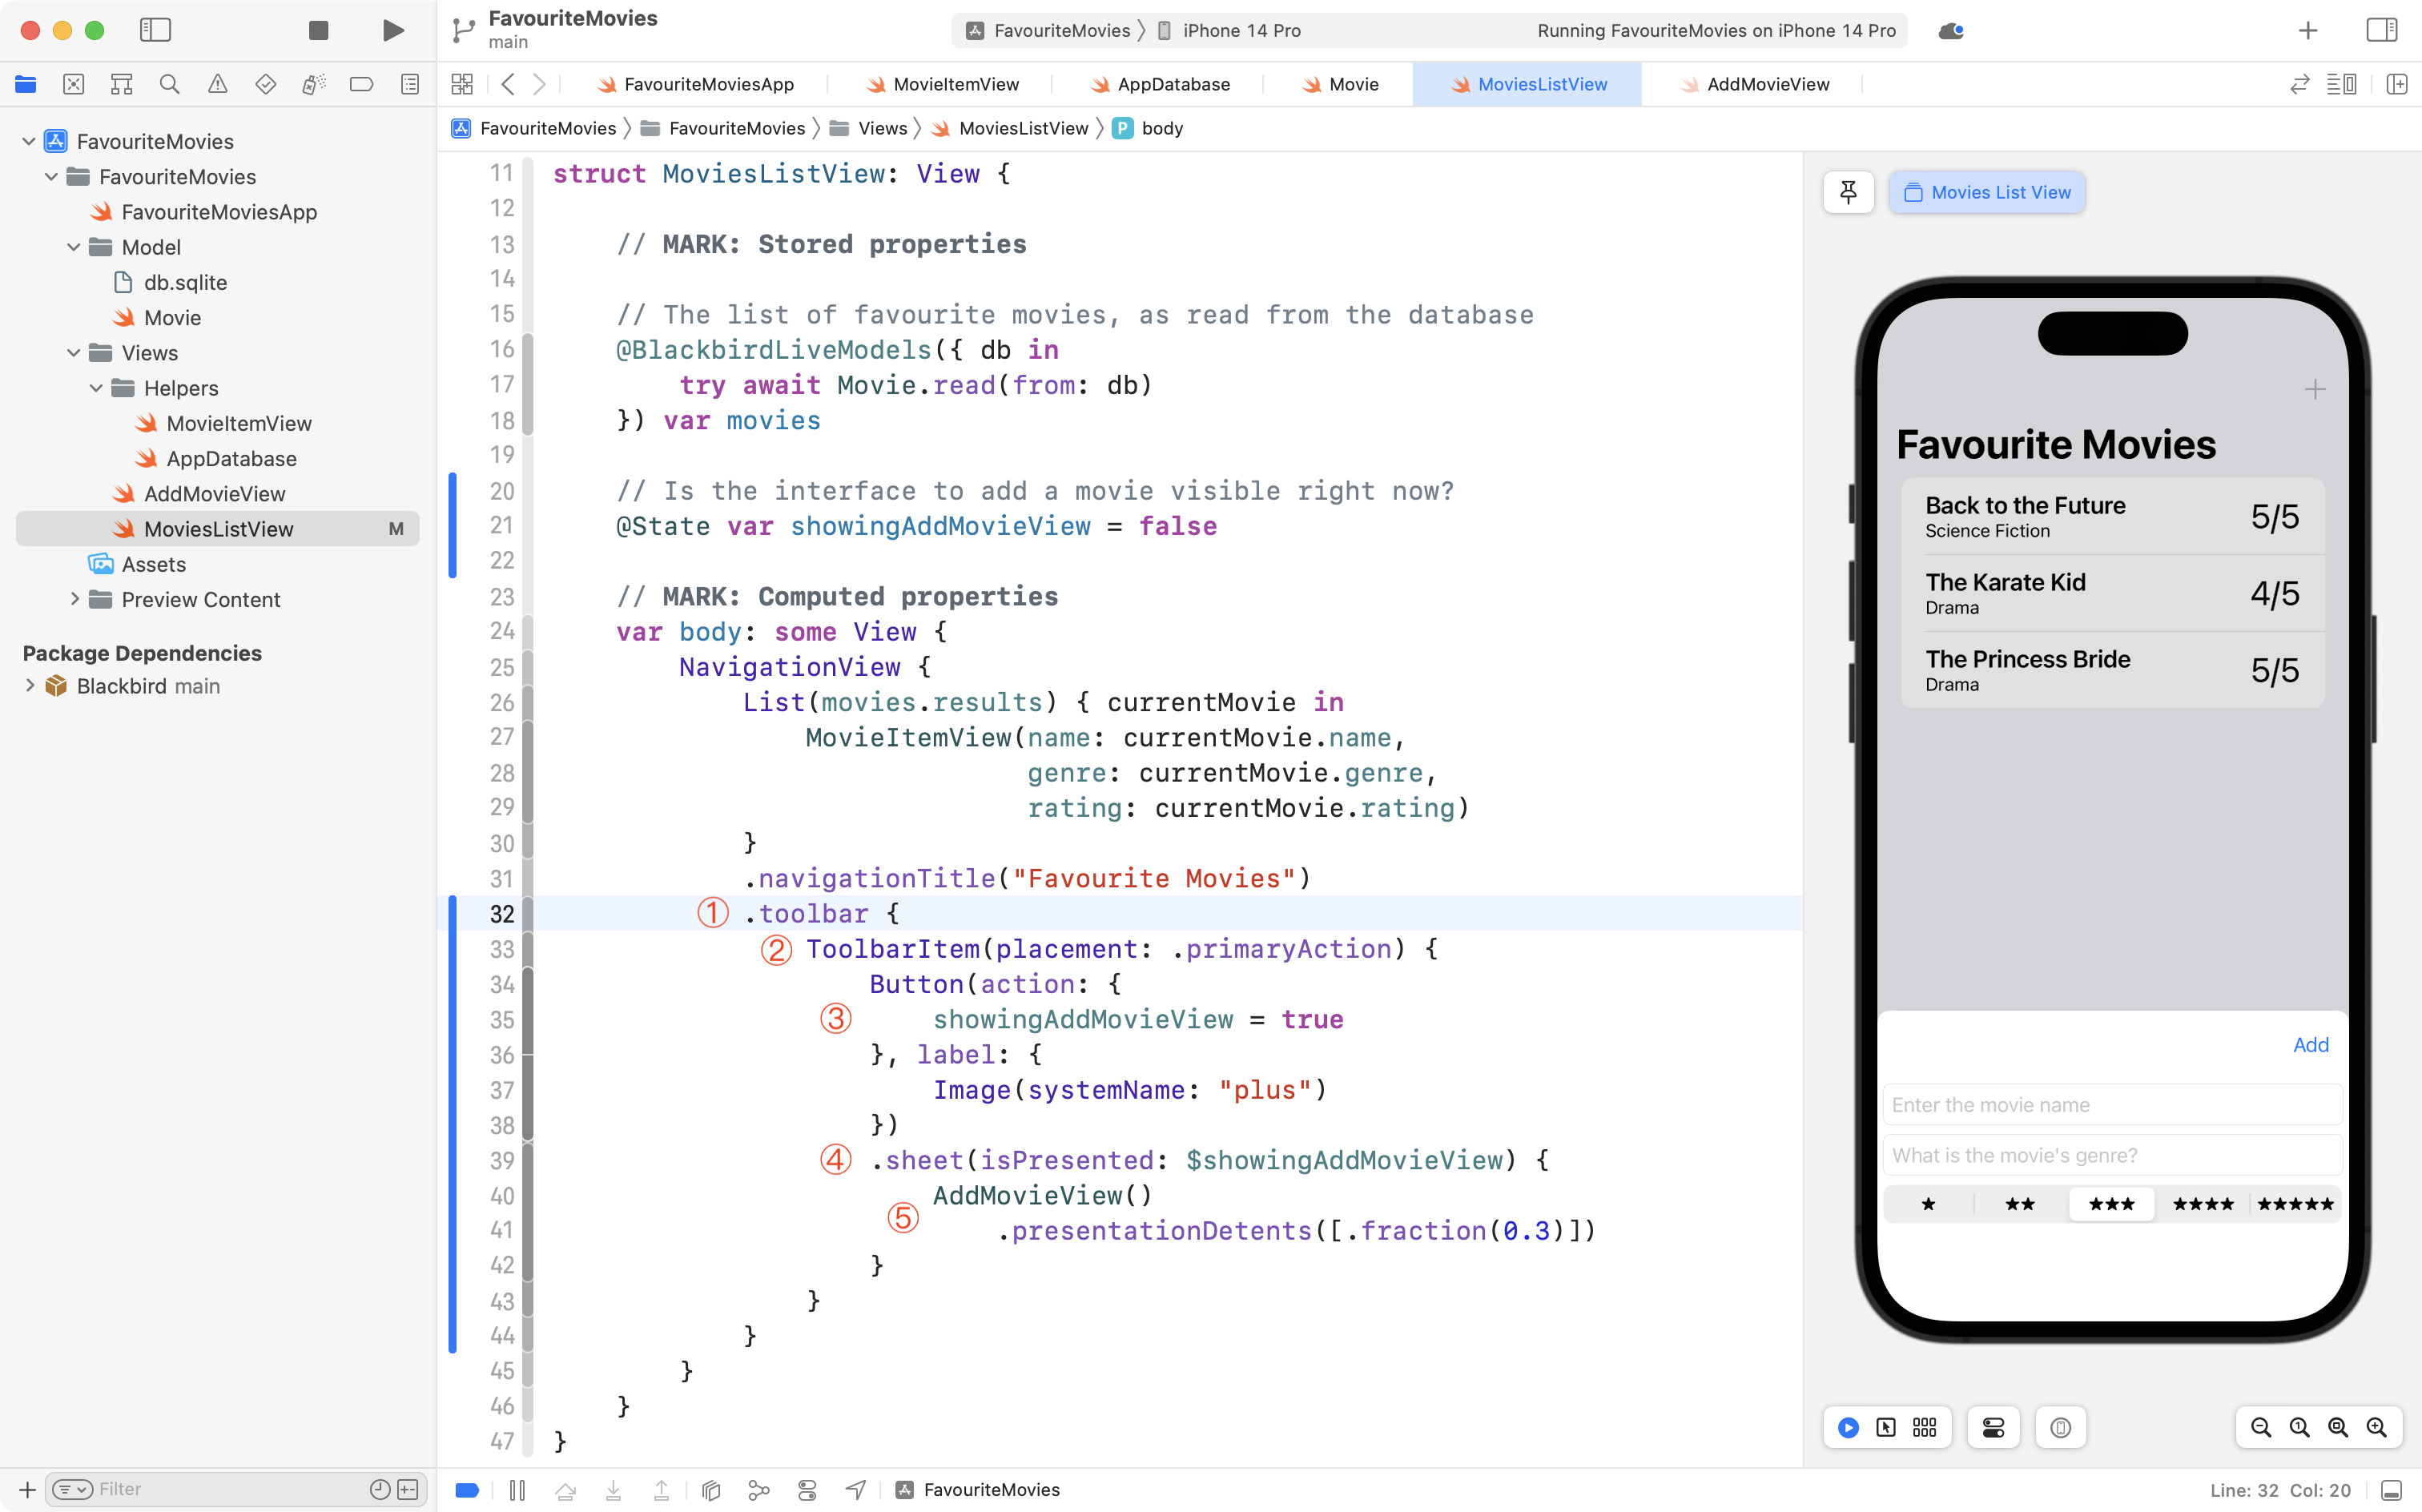 FavouriteMovies
main
FavouriteMovies 〉 iPhone 14 Pro
Running FavouriteMovies on iPhone 14 Pro
FavouriteMoviesApp
MovieItemView
AppDatabase
Movie
MoviesListView
AddMovieView
FavouriteMovies 〉 FavouriteMovies 〉 Views 〉 MoviesListView 〉 P body
FavouriteMovies
FavouriteMovies
FavouriteMoviesApp
Model
db.sqlite
Movie
Views
Helpers
MovieItemView
AppDatabase
AddMovieView
MoviesListView M
Assets
Preview Content
Package Dependencies
Blackbird main
Filter
11 struct MoviesListView: View {
12
13 // MARK: Stored properties
14
15 // The list of favourite movies, as read from the database
16 @BlackbirdLiveModels({ db in
17 try await Movie.read(from: db)
18 }) var movies
19
20 // Is the interface to add a movie visible right now?
21 @State var showingAddMovieView = false
22
23 // MARK: Computed properties
24 var body: some View {
25 NavigationView {
26 List(movies.results) { currentMovie in
27 MovieItemView(name: currentMovie.name,
28 genre: currentMovie.genre,
29 rating: currentMovie.rating)
30 }
31 .navigationTitle("Favourite Movies")
32 ① .toolbar {
33 ② ToolbarItem(placement: .primaryAction) {
34 Button(action: {
35 ③ showingAddMovieView = true
36 }, label: {
37 Image(systemName: "plus")
38 })
39 ④ .sheet(isPresented: $showingAddMovieView) {
40 AddMovieView()
41 ⑤ .presentationDetents([.fraction(0.3)])
42 }
43 }
44 }
45 }
46 }
47 }
Movies List View
Favourite Movies
Back to the Future
Science Fiction
5/5
The Karate Kid
Drama
4/5
The Princess Bride
Drama
5/5
Add
Enter the movie name
What is the movie's genre?
★ ★★ ★★★ ★★★★ ★★★★★
FavouriteMovies
Line: 32 Col: 20